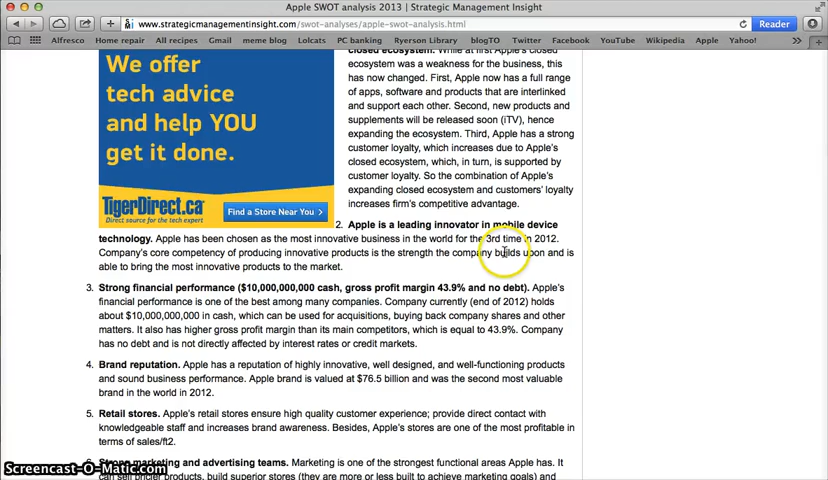 Apple SWOT analysis 2013 | Strategic Management Insight
www.strategicmanagementinsight.com/swot-analyses/apple-swot-analysis.html
Reader
Alfresco Home repair All recipes Gmail meme blog Lolcats PC bargains Ryerson Library blogTO Twitter Facebook YouTube Wikipedia Apple Yahoo!
We offer
tech advice
and help YOU
get it done.
TigerDirect.ca
Direct source for the tech expert
Find a Store Near You
closed ecosystem. While at first Apple's closed
ecosystem was a weakness for the business, this
has now changed. First, Apple now has a full range
of apps, software and products that are interlinked
and support each other. Second, new products and
supplements will be released soon (iTV), hence
expanding the ecosystem. Third, Apple has a strong
customer loyalty, which increases due to Apple's
closed ecosystem, which, in turn, is supported by
customer loyalty. So the combination of Apple's
expanding closed ecosystem and customers' loyalty
increases firm's competitive advantage.
2. Apple is a leading innovator in mobile device
technology. Apple has been chosen as the most innovative business in the world for the 3rd time in 2012.
Company's core competency of producing innovative products is the strength the company builds upon and is
able to bring the most innovative products to the market.
3. Strong financial performance ($10,000,000,000 cash, gross profit margin 43.9% and no debt). Apple's
financial performance is one of the best among many companies. Company currently (end of 2012) holds
about $10,000,000,000 in cash, which can be used for acquisitions, buying back company shares and other
matters. It also has higher gross profit margin than its main competitors, which is equal to 43.9%. Company
has no debt and is not directly affected by interest rates or credit markets.
4. Brand reputation. Apple has a reputation of highly innovative, well designed, and well-functioning products
and sound business performance. Apple brand is valued at $76.5 billion and was the second most valuable
brand in the world in 2012.
5. Retail stores. Apple's retail stores ensure high quality customer experience; provide direct contact with
knowledgeable staff and increases brand awareness. Besides, Apple's stores are one of the most profitable in
terms of sales/ft2.
6. Strong marketing and advertising teams. Marketing is one of the strongest functional areas Apple has. It
can sell pricier products, build superior stores (they are more or less built to achieve marketing goals) and
Screencast-O-Matic.com